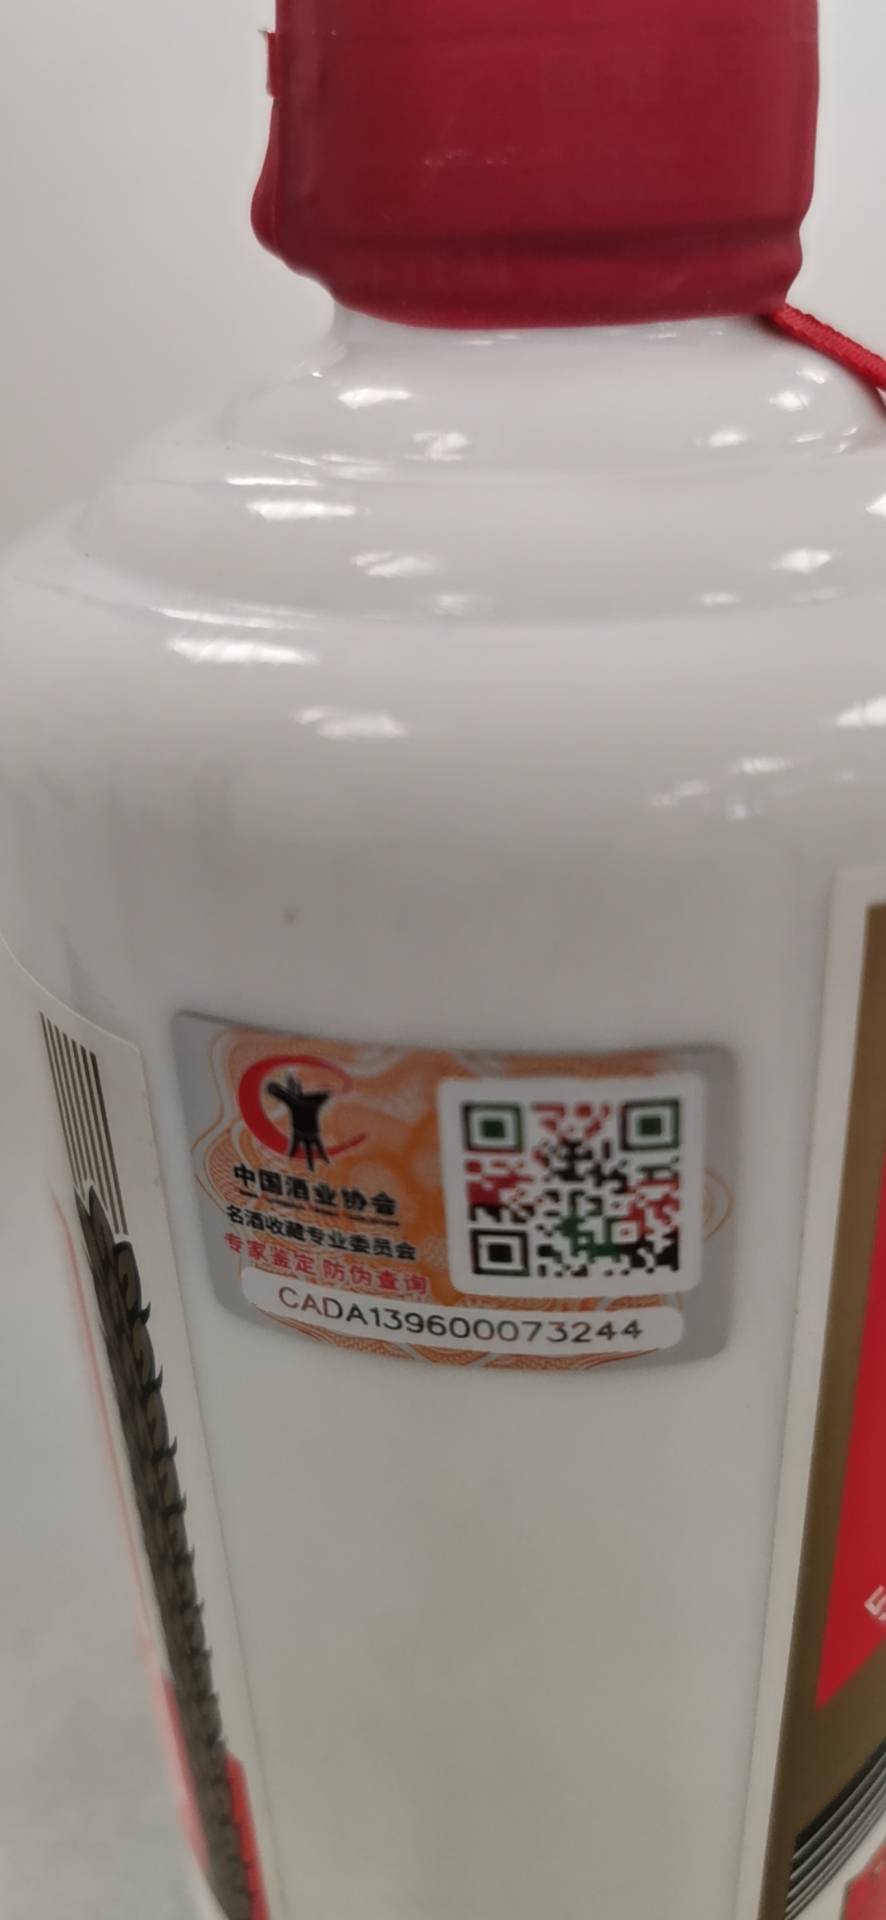 中国酒业协会
名酒收藏专业委员会
专家鉴定 防伪查询
CADA139600073244